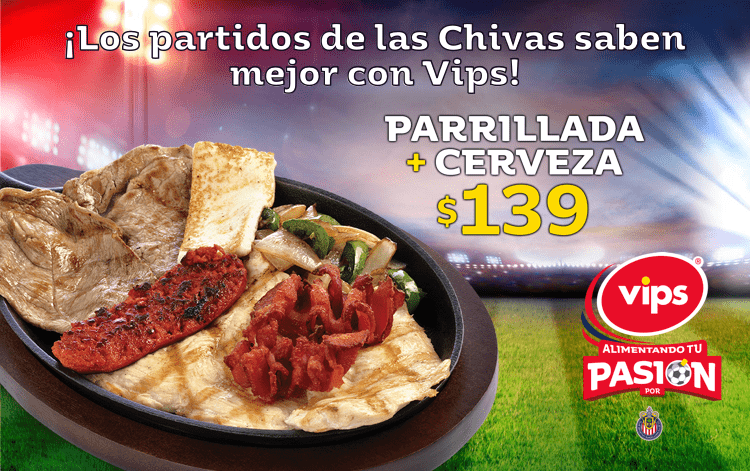 ¡Los partidos de las Chivas saben
mejor con Vips!
PARRILLADA
+ CERVEZA
$139
vips®
ALIMENTANDO TU
PASIÓN
POR